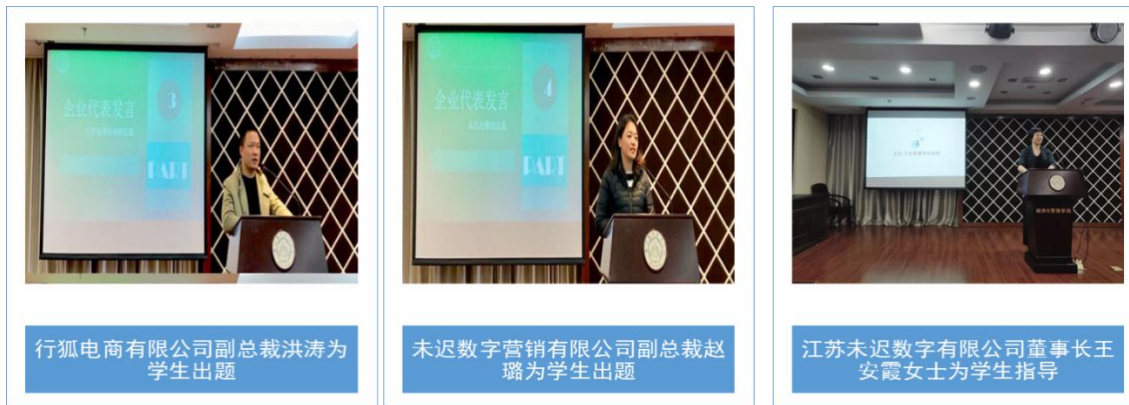 企业代表发言
3
PART
企业代表发言
4
PART
行狐电商有限公司副总裁洪涛为
学生出题
未迟数字营销有限公司副总裁赵
璐为学生出题
江苏未迟数字有限公司董事长王
安霞女士为学生指导